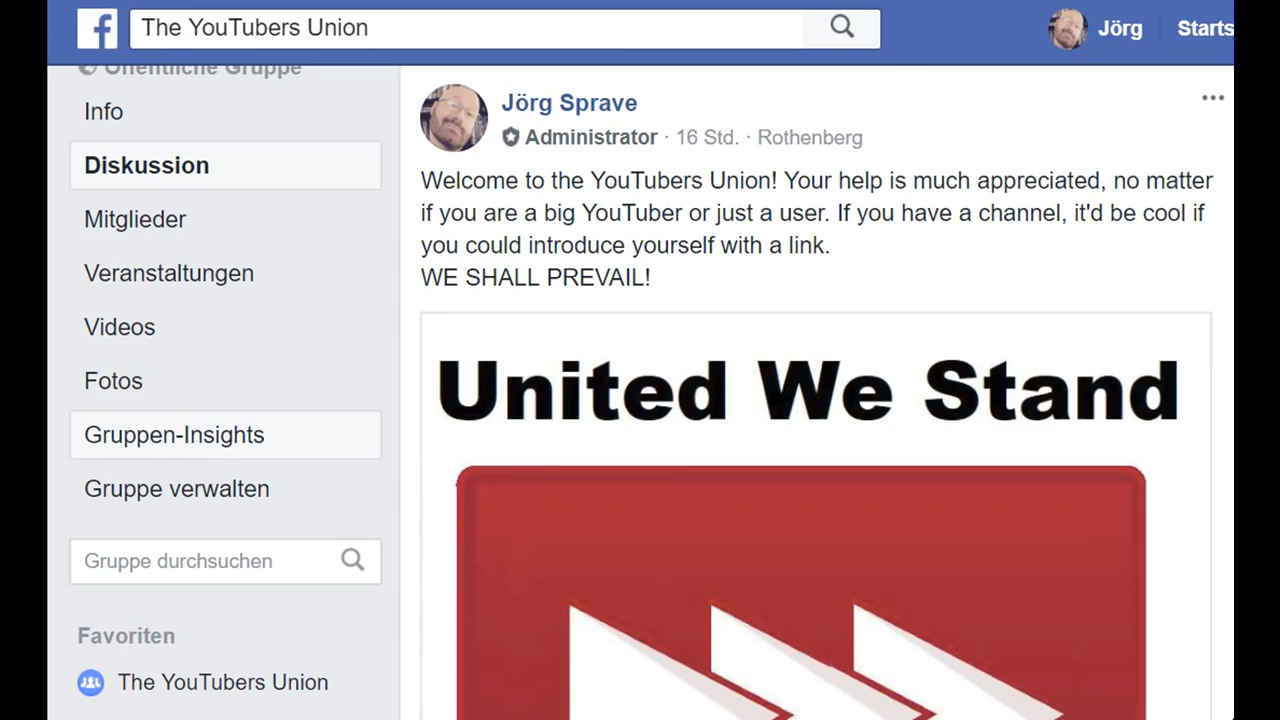 The YouTubers Union
Jörg
Starts
Öffentliche Gruppe
Info
Diskussion
Mitglieder
Veranstaltungen
Videos
Fotos
Gruppen-Insights
Gruppe verwalten
Gruppe durchsuchen
Favoriten
The YouTubers Union
Jörg Sprave
Administrator · 16 Std. · Rothenberg
Welcome to the YouTubers Union! Your help is much appreciated, no matter
if you are a big YouTuber or just a user. If you have a channel, it'd be cool if
you could introduce yourself with a link.
WE SHALL PREVAIL!
United We Stand